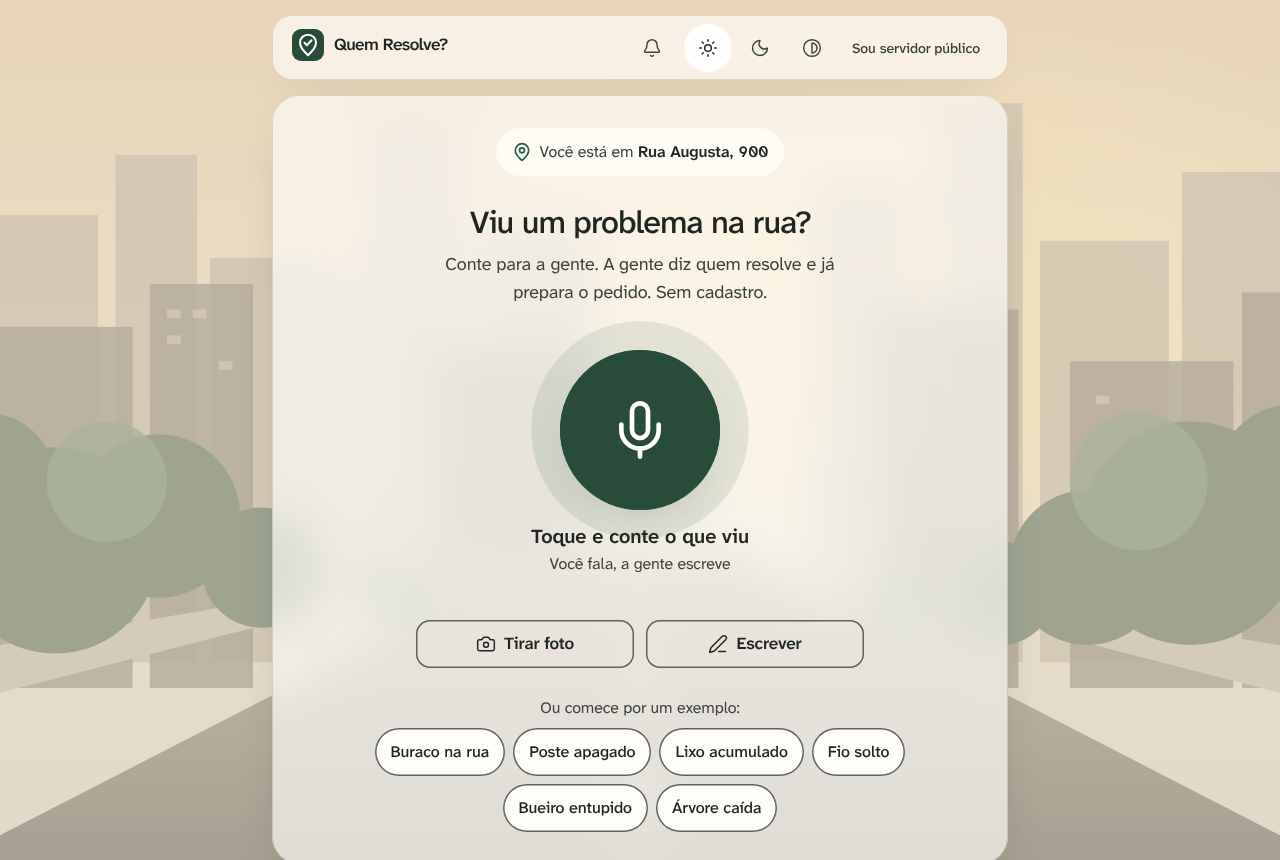 Quem Resolve?
Sou servidor público
Você está em Rua Augusta, 900
Viu um problema na rua?
Conte para a gente. A gente diz quem resolve e já
prepara o pedido. Sem cadastro.
Toque e conte o que viu
Você fala, a gente escreve
Tirar foto
Escrever
Ou comece por um exemplo:
Buraco na rua
Poste apagado
Lixo acumulado
Fio solto
Bueiro entupido
Árvore caída